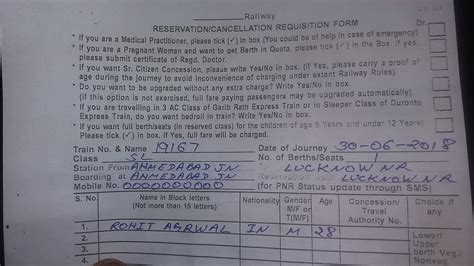 Railway
RESERVATION/CANCELLATION REQUISITION FORM
* If you are a Medical Practitioner, please tick (✓) in box (You could be of help in case of emergency) Dr.
* If you are a Pregnant Woman and want to get Berth in Quota, please tick (✓) in the Box if yes, please submit certificate of Regd. Doctor.
* If you want Sr. Citizen Concession, please write Yes/No in box. (if Yes, please carry a proof of
age during the journey to avoid inconvenience of charging under extant Railway Rules)
* Do you want to be upgraded without any extra charge? Write Yes/No in box.
(if this option is not exercised, full fare paying passengers may be upgraded automatically).
* If you are travelling in 3 AC Class of Garib Rath Express Train or in Sleeper Class of Duronto
Express Train, do you want bedroll in train? Write Yes/No in box.
* If you want full berth/seats (in reserved class) for the children of age 5 Years and under 12 Years)
Please tick (✓) in box. If Yes, full fare will be charged.
Train No. & Name 19167 Date of Journey 30-06-2018
Class SL No. of Berths/Seats 1
Station From AHMEDABAD JN LUCKNOW NR
Boarding at AHMEDABAD JN LUCKNOW NR
Mobile No. 0000000000 (for PNR Status update through SMS)
S. No. Name in Block letters (Not more than 15 letters) Nationality Gender M/F or T(M/F) Age Concession/ Travel Authority No. Choice if any
1. ROHIT AGRWAL IN M 28 Lower/
2. Upper
3. berth
4. Veg./